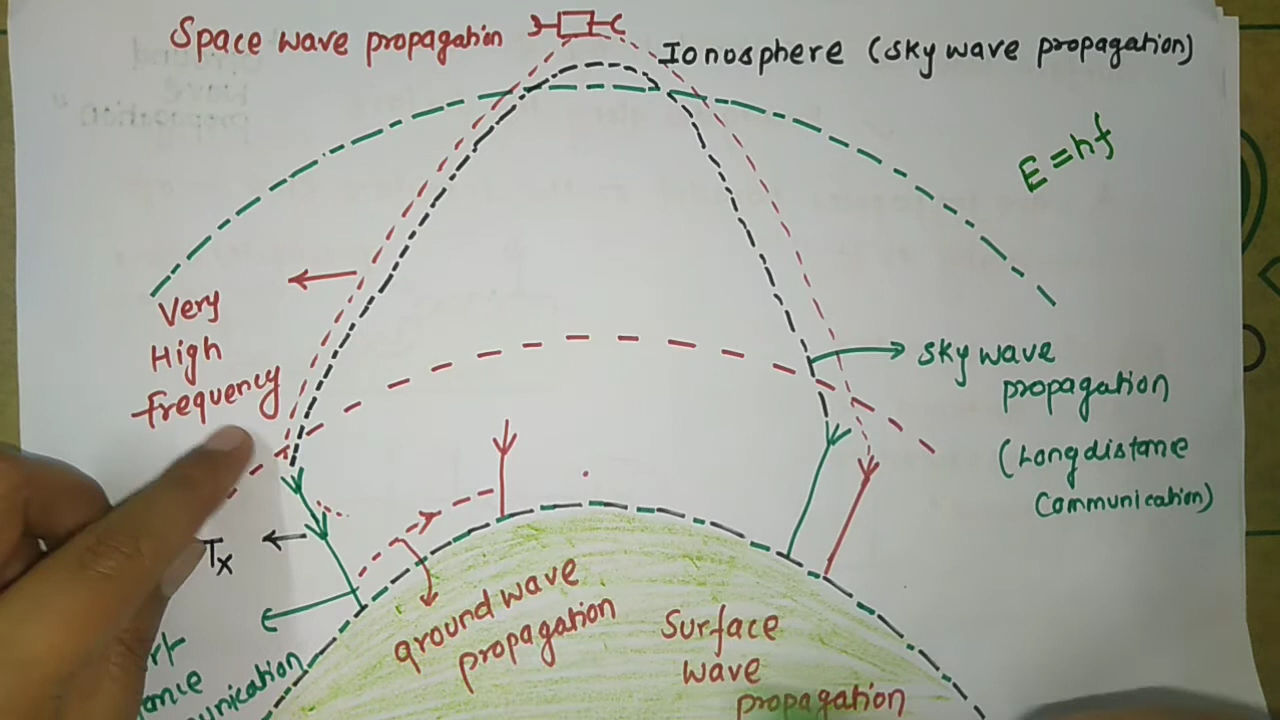 Space wave propagation
Ionosphere (sky wave propagation)
E = hf
Very
High
frequency
sky wave
propagation
(Long distance
Communication)
Tx
ground wave
propagation
Surface
wave
propagation